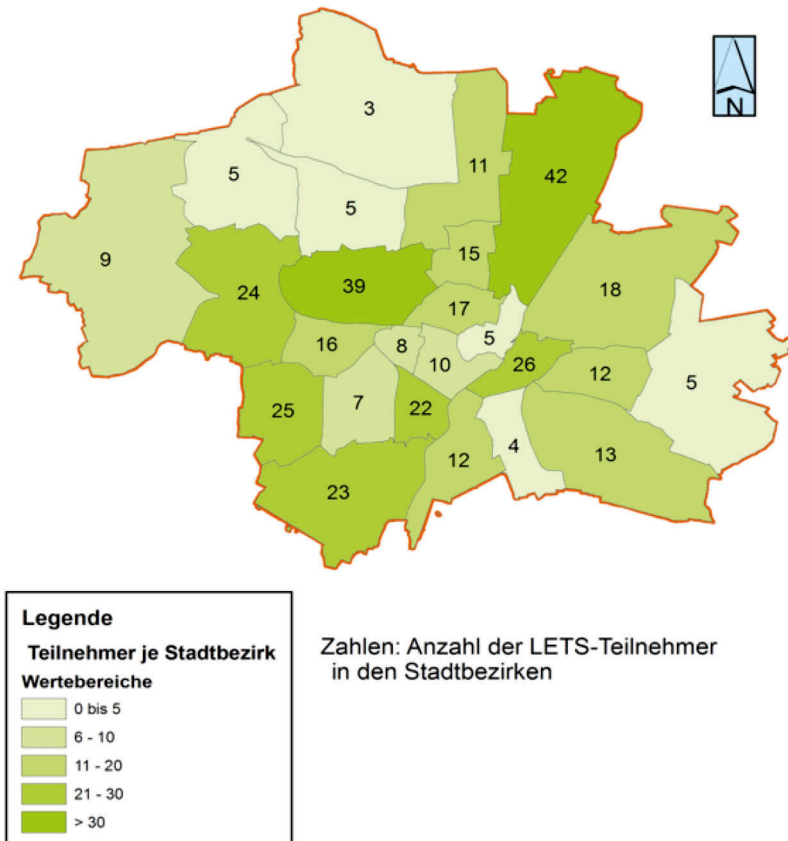 N
3
11
42
5
5
9
15
39
24
18
17
5
16
8
10
26
12
5
25
7
22
12
4
13
23
Legende
Teilnehmer je Stadtbezirk
Wertebereiche
0 bis 5
6 - 10
11 - 20
21 - 30
> 30
Zahlen: Anzahl der LETS-Teilnehmer
in den Stadtbezirken